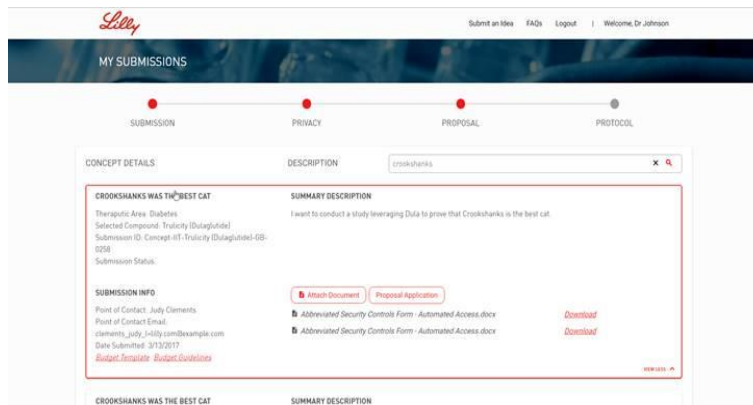 Lilly
Submit an Idea FAQs Logout | Welcome, Dr Johnson
MY SUBMISSIONS
SUBMISSION PRIVACY PROPOSAL PROTOCOL
CONCEPT DETAILS DESCRIPTION crookshanks X
CROOKSHANKS WAS THE BEST CAT SUMMARY DESCRIPTION
Theraputic Area: Diabetes I want to conduct a study leveraging Dula to prove that Crookshanks is the best cat
Selected Compound: Trulicity (Dulaglutide)
Submission ID: Concept-IIT-Trulicity (Dulaglutide)-GB-
0258
Submission Status:
SUBMISSION INFO Attach Document Proposal Application
Point of Contact: Judy Clements Abbreviated Security Controls Form - Automated Access.docx Download
Point of Contact Email:
clements_judy_l=lilly.com@example.com Abbreviated Security Controls Form - Automated Access.docx Download
Date Submitted: 3/13/2017
Budget Template Budget Guidelines
VIEW LESS
CROOKSHANKS WAS THE BEST CAT SUMMARY DESCRIPTION